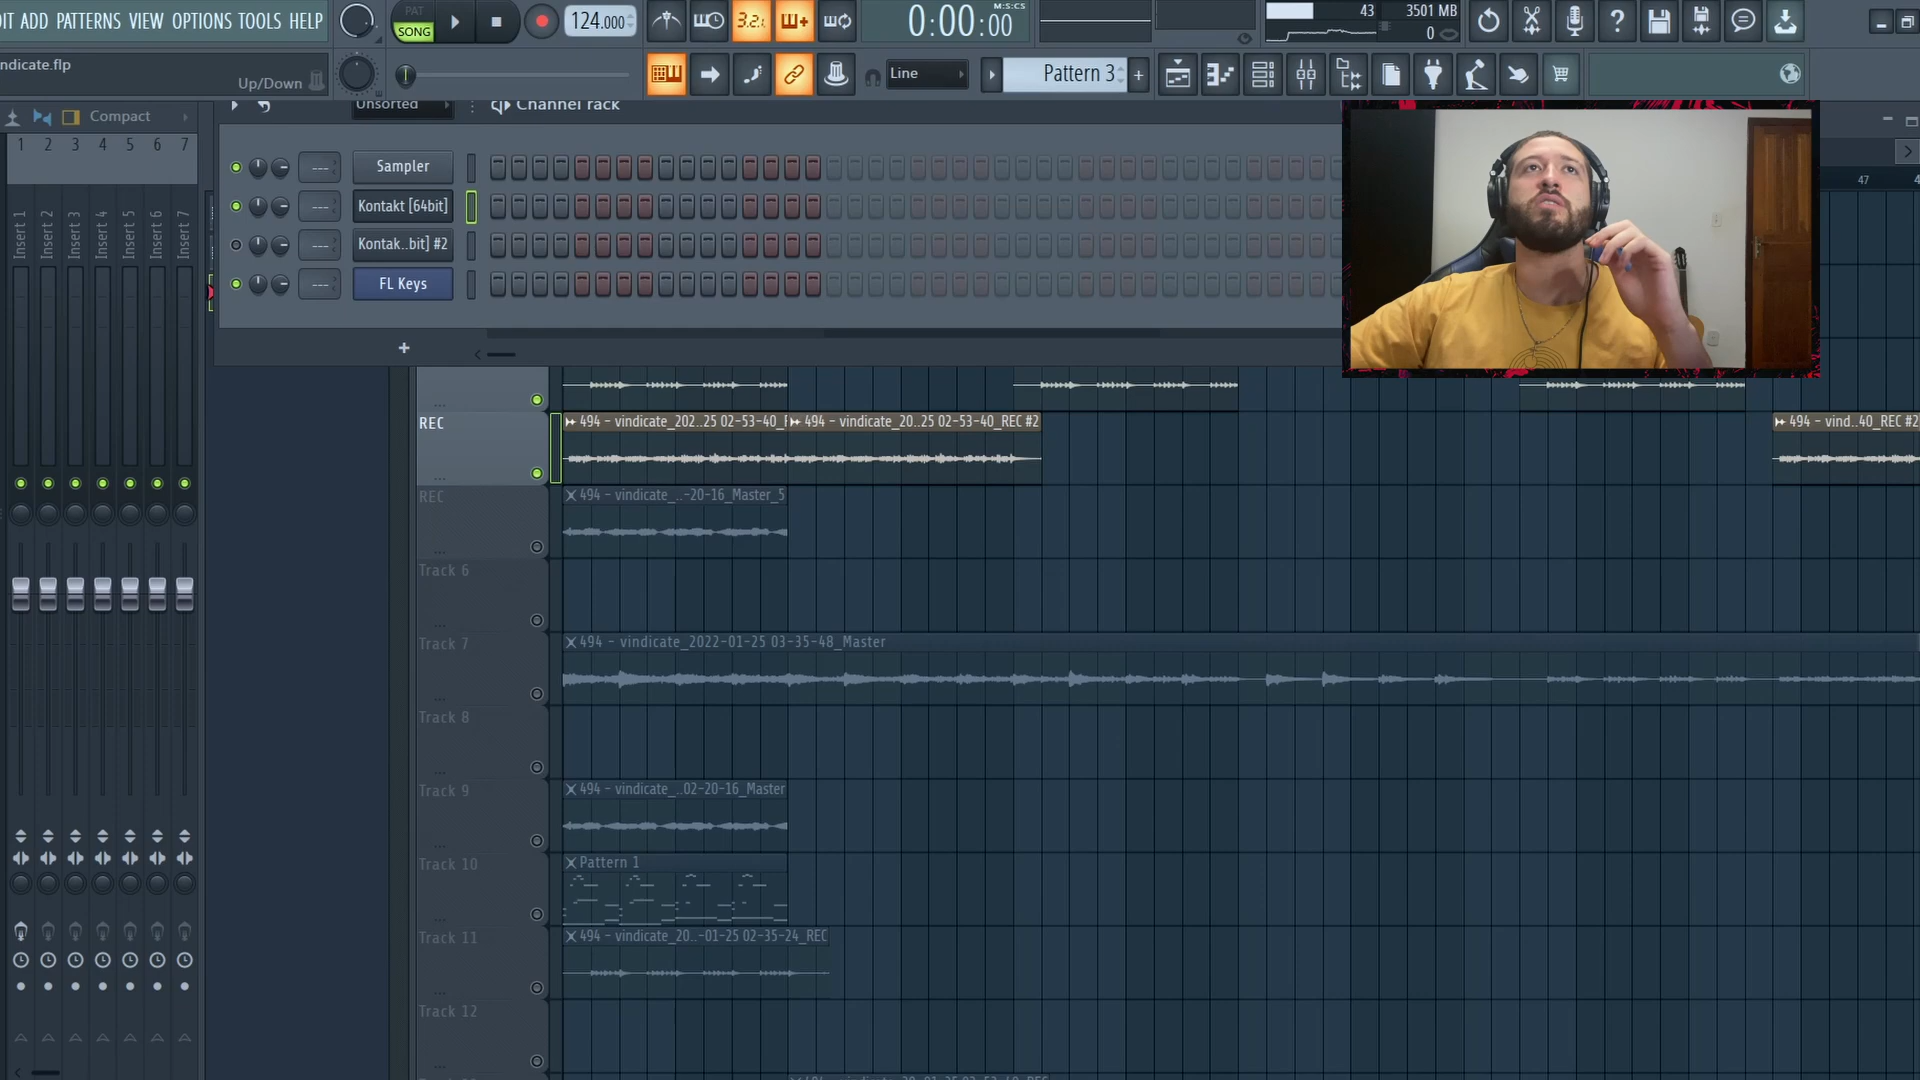 DIT ADD PATTERNS VIEW OPTIONS TOOLS HELP
PAT
SONG
124.000
3.2.
0:00:00
M:S:CS
43
3501 MB
0
ndicate.flp
Up/Down
Line
Pattern 3
Compact
Unsorted
Channel rack
1 2 3 4 5 6 7
47
Sampler
Kontakt [64bit]
Kontak..bit] #2
FL Keys
Insert 1
Insert 2
Insert 3
Insert 4
Insert 5
Insert 6
Insert 7
REC
494 - vindicate_202..25 02-53-40_
494 - vindicate_20..25 02-53-40_REC #2
494 - vind..40_REC #2
REC
494 - vindicate_..-20-16_Master_5
Track 6
Track 7
494 - vindicate_2022-01-25 03-35-48_Master
Track 8
Track 9
494 - vindicate_..02-20-16_Master
Track 10
Pattern 1
Track 11
494 - vindicate_20..-01-25 02-35-24_REC
Track 12